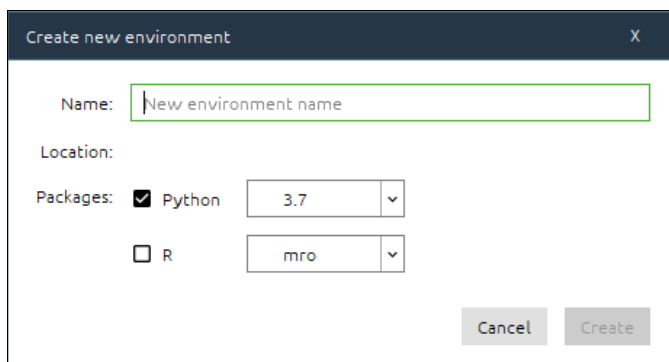 Create new environment X
Name: New environment name
Location:
Packages: Python 3.7
R mro
Cancel Create